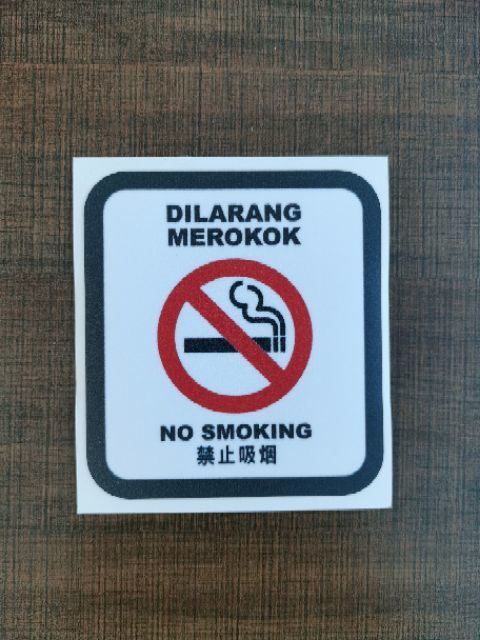 DILARANG
MEROKOK
NO SMOKING
禁止吸烟